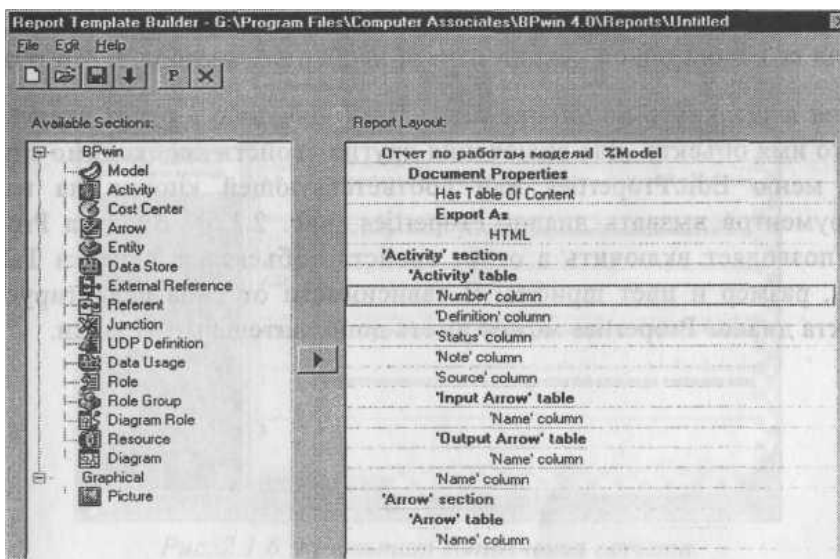 Report Template Builder - G:\Program Files\Computer Associates\BPwin 4.0\Reports\Untitled
File Edit Help
P
Available Sections:
BPwin
Model
Activity
Cost Center
Arrow
Entity
Data Store
External Reference
Referent
Junction
UDP Definition
Data Usage
Role
Role Group
Diagram Role
Resource
Diagram
Graphical
Picture
Report Layout:
Отчет по работам модели %Model
Document Properties
Has Table Of Content
Export As
HTML
'Activity' section
'Activity' table
'Number' column
'Definition' column
'Status' column
'Note' column
'Source' column
'Input Arrow' table
'Name' column
'Output Arrow' table
'Name' column
'Name' column
'Arrow' section
'Arrow' table
'Name' column